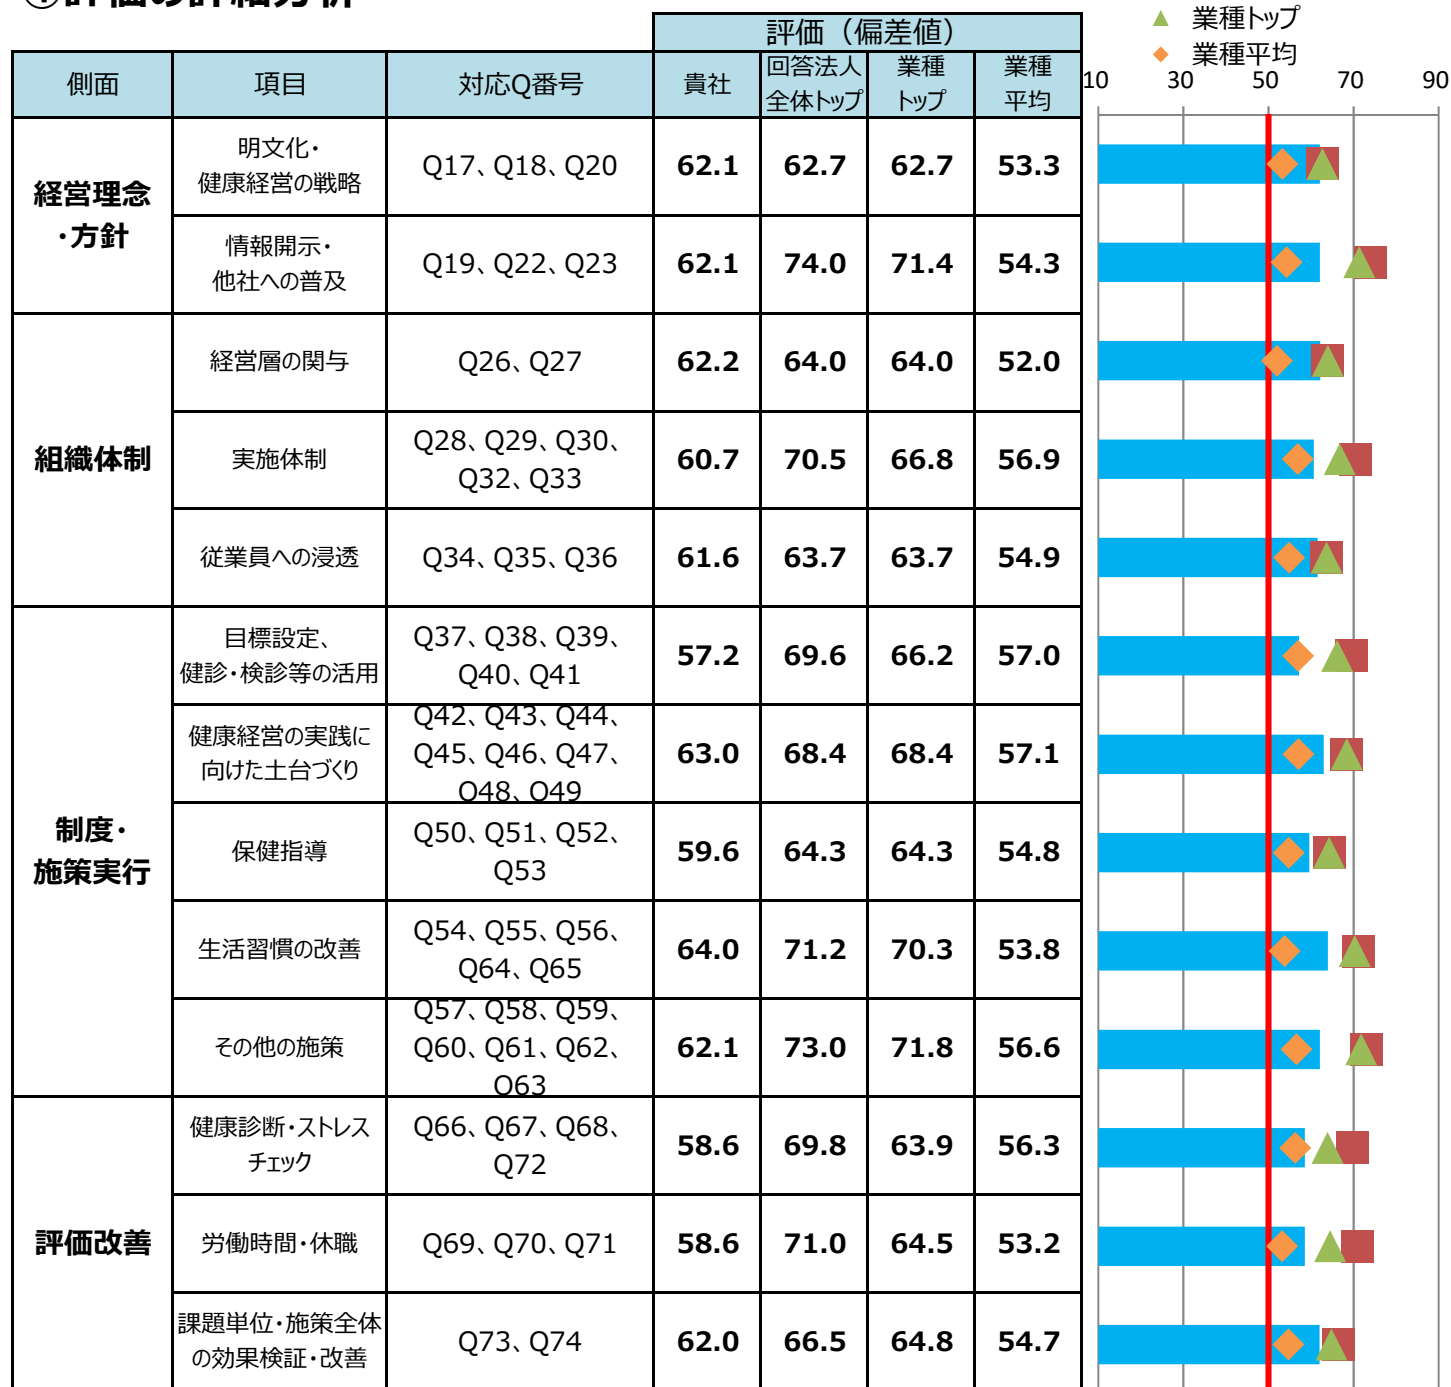 ①評価の詳細分析
▲ 業種トップ
◆ 業種平均
評価（偏差値）
側面 項目 対応Q番号 貴社 回答法人 業種 業種
全体トップ トップ 平均
10 30 50 70 90
経営理念
・方針
明文化・
健康経営の戦略
Q17、Q18、Q20 62.1 62.7 62.7 53.3
情報開示・
他社への普及
Q19、Q22、Q23 62.1 74.0 71.4 54.3
組織体制
経営層の関与 Q26、Q27 62.2 64.0 64.0 52.0
実施体制
Q28、Q29、Q30、
Q32、Q33
60.7 70.5 66.8 56.9
従業員への浸透 Q34、Q35、Q36 61.6 63.7 63.7 54.9
制度・
施策実行
目標設定、
健診・検診等の活用
Q37、Q38、Q39、
Q40、Q41
57.2 69.6 66.2 57.0
健康経営の実践に
向けた土台づくり
Q42、Q43、Q44、
Q45、Q46、Q47、
Q48、Q49
63.0 68.4 68.4 57.1
保健指導
Q50、Q51、Q52、
Q53
59.6 64.3 64.3 54.8
生活習慣の改善
Q54、Q55、Q56、
Q64、Q65
64.0 71.2 70.3 53.8
その他の施策
Q57、Q58、Q59、
Q60、Q61、Q62、
Q63
62.1 73.0 71.8 56.6
評価改善
健康診断・ストレス
チェック
Q66、Q67、Q68、
Q72
58.6 69.8 63.9 56.3
労働時間・休職 Q69、Q70、Q71 58.6 71.0 64.5 53.2
課題単位・施策全体
の効果検証・改善
Q73、Q74 62.0 66.5 64.8 54.7